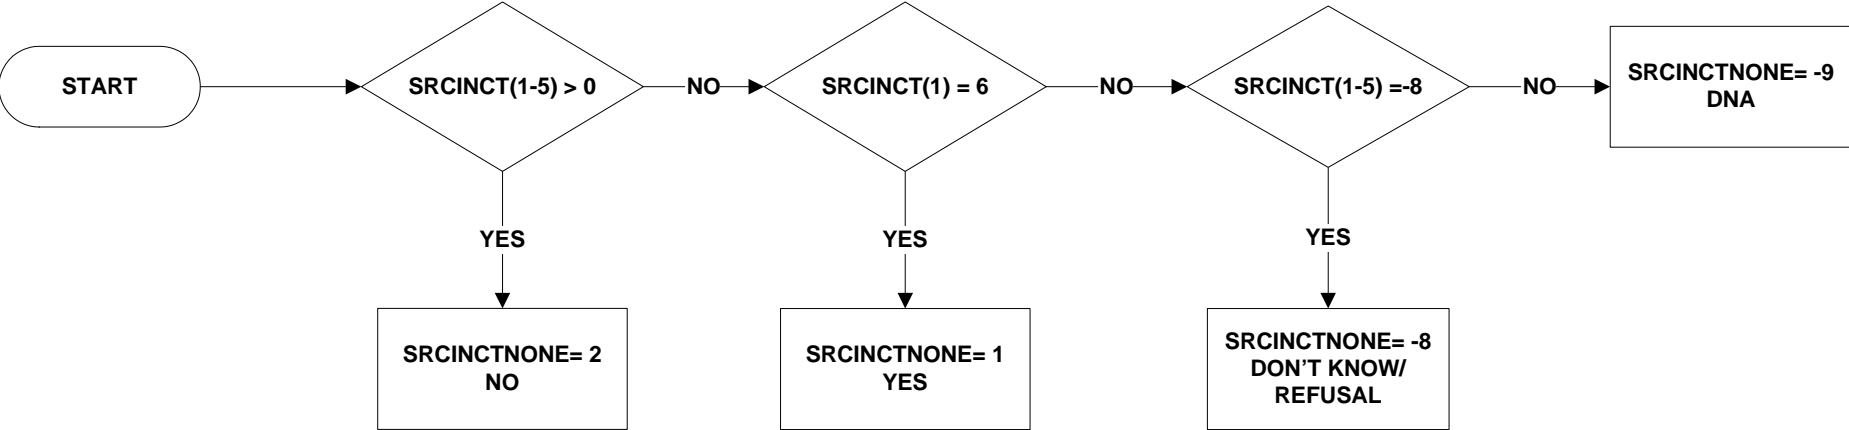 START
SRCINCT(1-5) > 0
NO
SRCINCT(1) = 6
NO
SRCINCT(1-5) =-8
NO
SRCINCTNONE= -9
DNA
YES
YES
YES
SRCINCTNONE= 2
NO
SRCINCTNONE= 1
YES
SRCINCTNONE= -8
DON'T KNOW/
REFUSAL